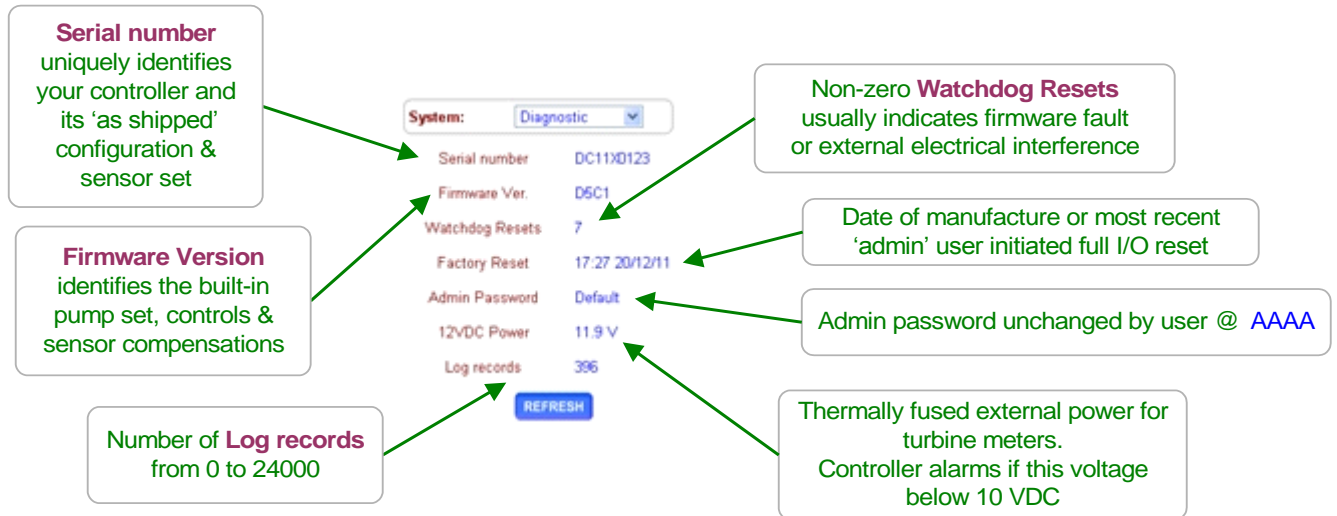 Serial number
uniquely identifies
your controller and
its ‘as shipped’
configuration &
sensor set
Firmware Version
identifies the built-in
pump set, controls &
sensor compensations
Number of Log records
from 0 to 24000
System: Diagnostic
Serial number DC11X0123
Firmware Ver. D5C1
Watchdog Resets 7
Factory Reset 17:27 20/12/11
Admin Password Default
12VDC Power 11.9 V
Log records 396
REFRESH
Non-zero Watchdog Resets
usually indicates firmware fault
or external electrical interference
Date of manufacture or most recent
‘admin’ user initiated full I/O reset
Admin password unchanged by user @ AAAA
Thermally fused external power for
turbine meters.
Controller alarms if this voltage
below 10 VDC